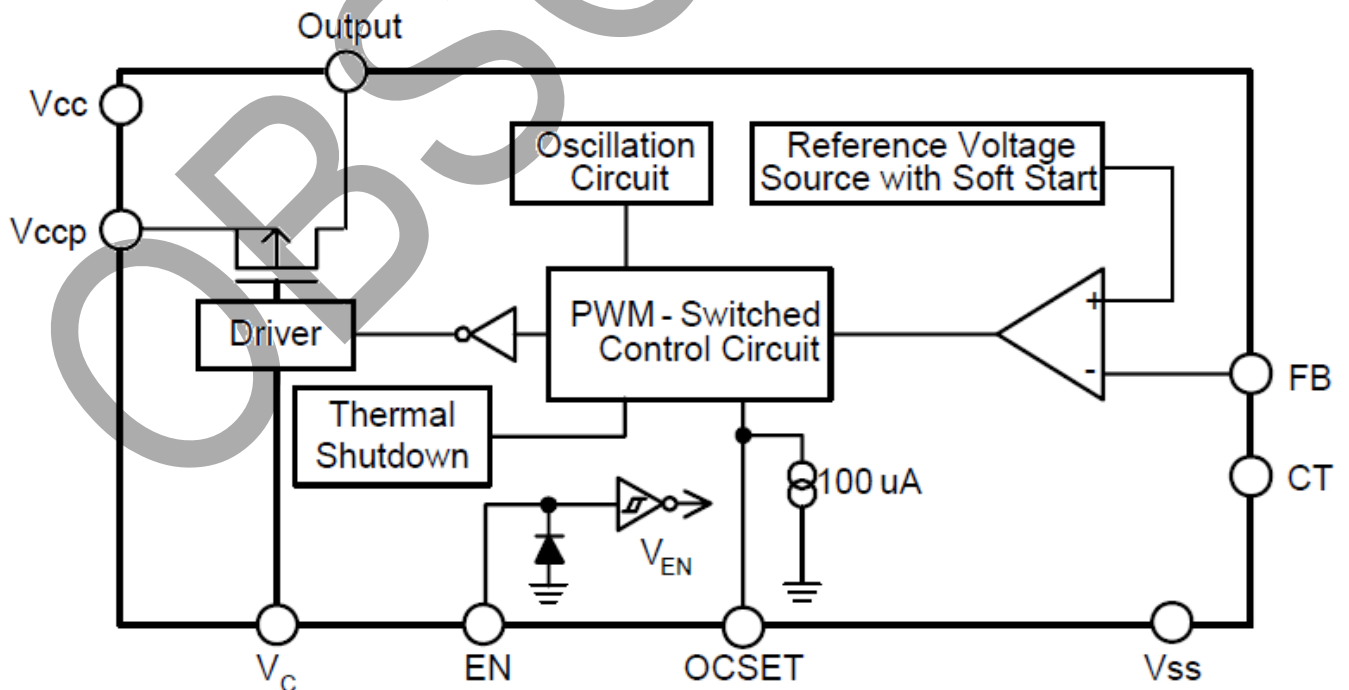 Output
Vcc
Oscillation
Circuit
Reference Voltage
Source with Soft Start
Vccp
+
PWM - Switched
Control Circuit
Driver
-
FB
Thermal
Shutdown
CT
100 uA
VEN
VC
EN
OCSET
Vss
OBSO